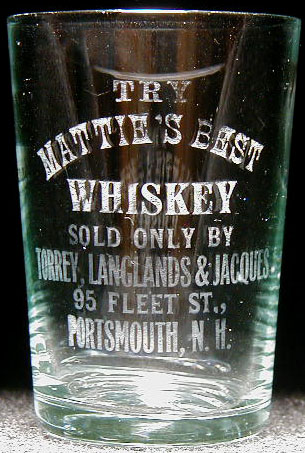 TRY
MATTIE'S BEST
WHISKEY
SOLD ONLY BY
TORREY, LANGLANDS & JACQUES
95 FLEET ST.,
PORTSMOUTH, N. H.